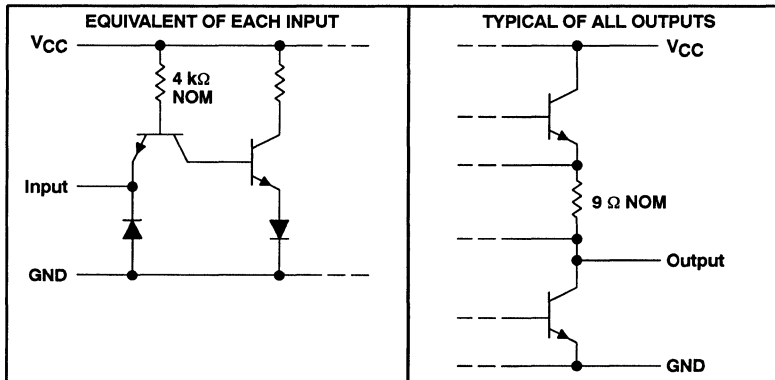 EQUIVALENT OF EACH INPUT
VCC
4 kΩ
NOM
Input
GND
TYPICAL OF ALL OUTPUTS
VCC
9 Ω NOM
Output
GND